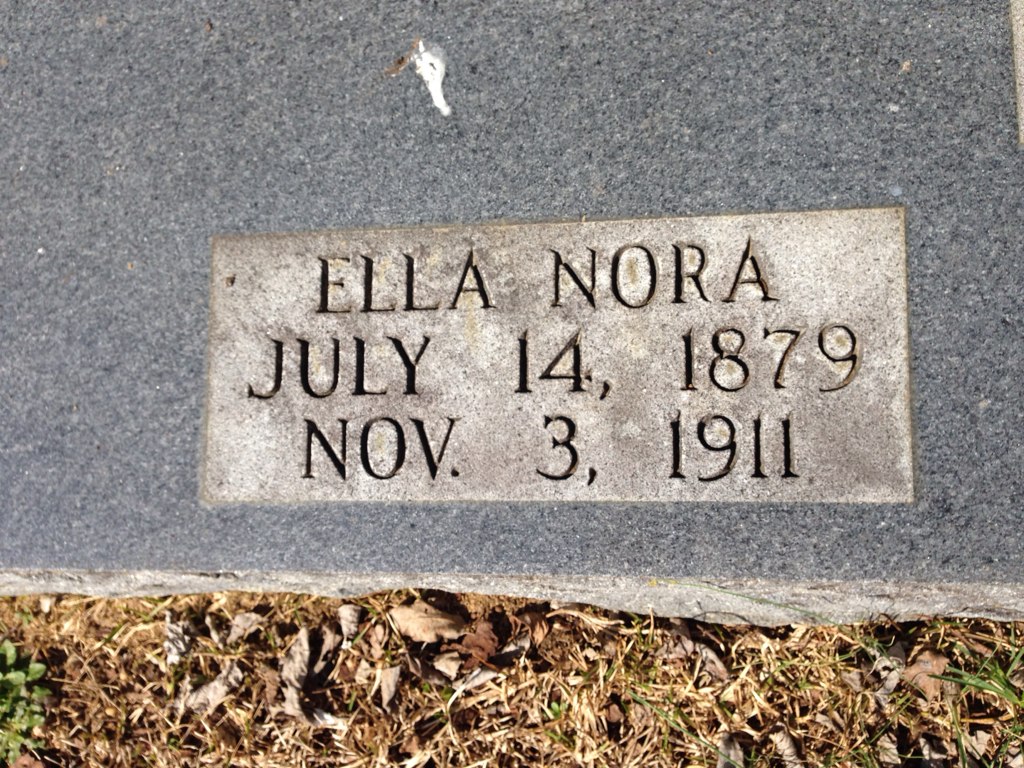 ELLA NORA
JULY 14, 1879
NOV. 3, 1911